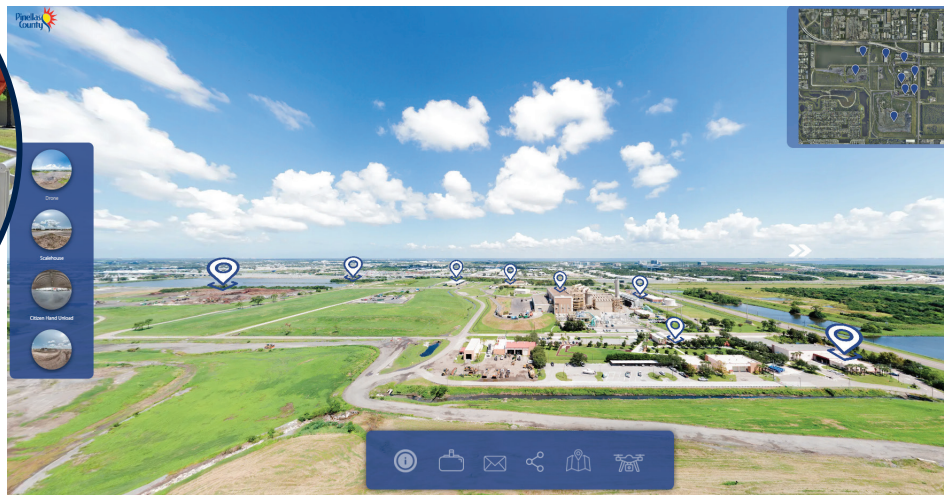 Pinellas
County
Drone
Scalehouse
Citizen Hand Unload